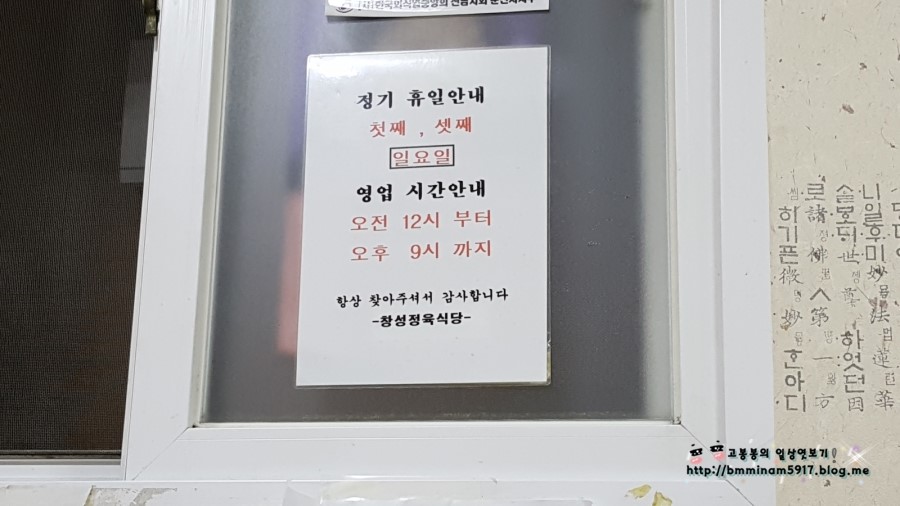 정기 휴일안내
첫째 , 셋째
일요일
영업 시간안내
오전 12시 부터
오후 9시 까지
항상 찾아주셔서 감사합니다
-창성정육식당-
고봉봉의 일상엿보기!
http://bmminam5917.blog.me